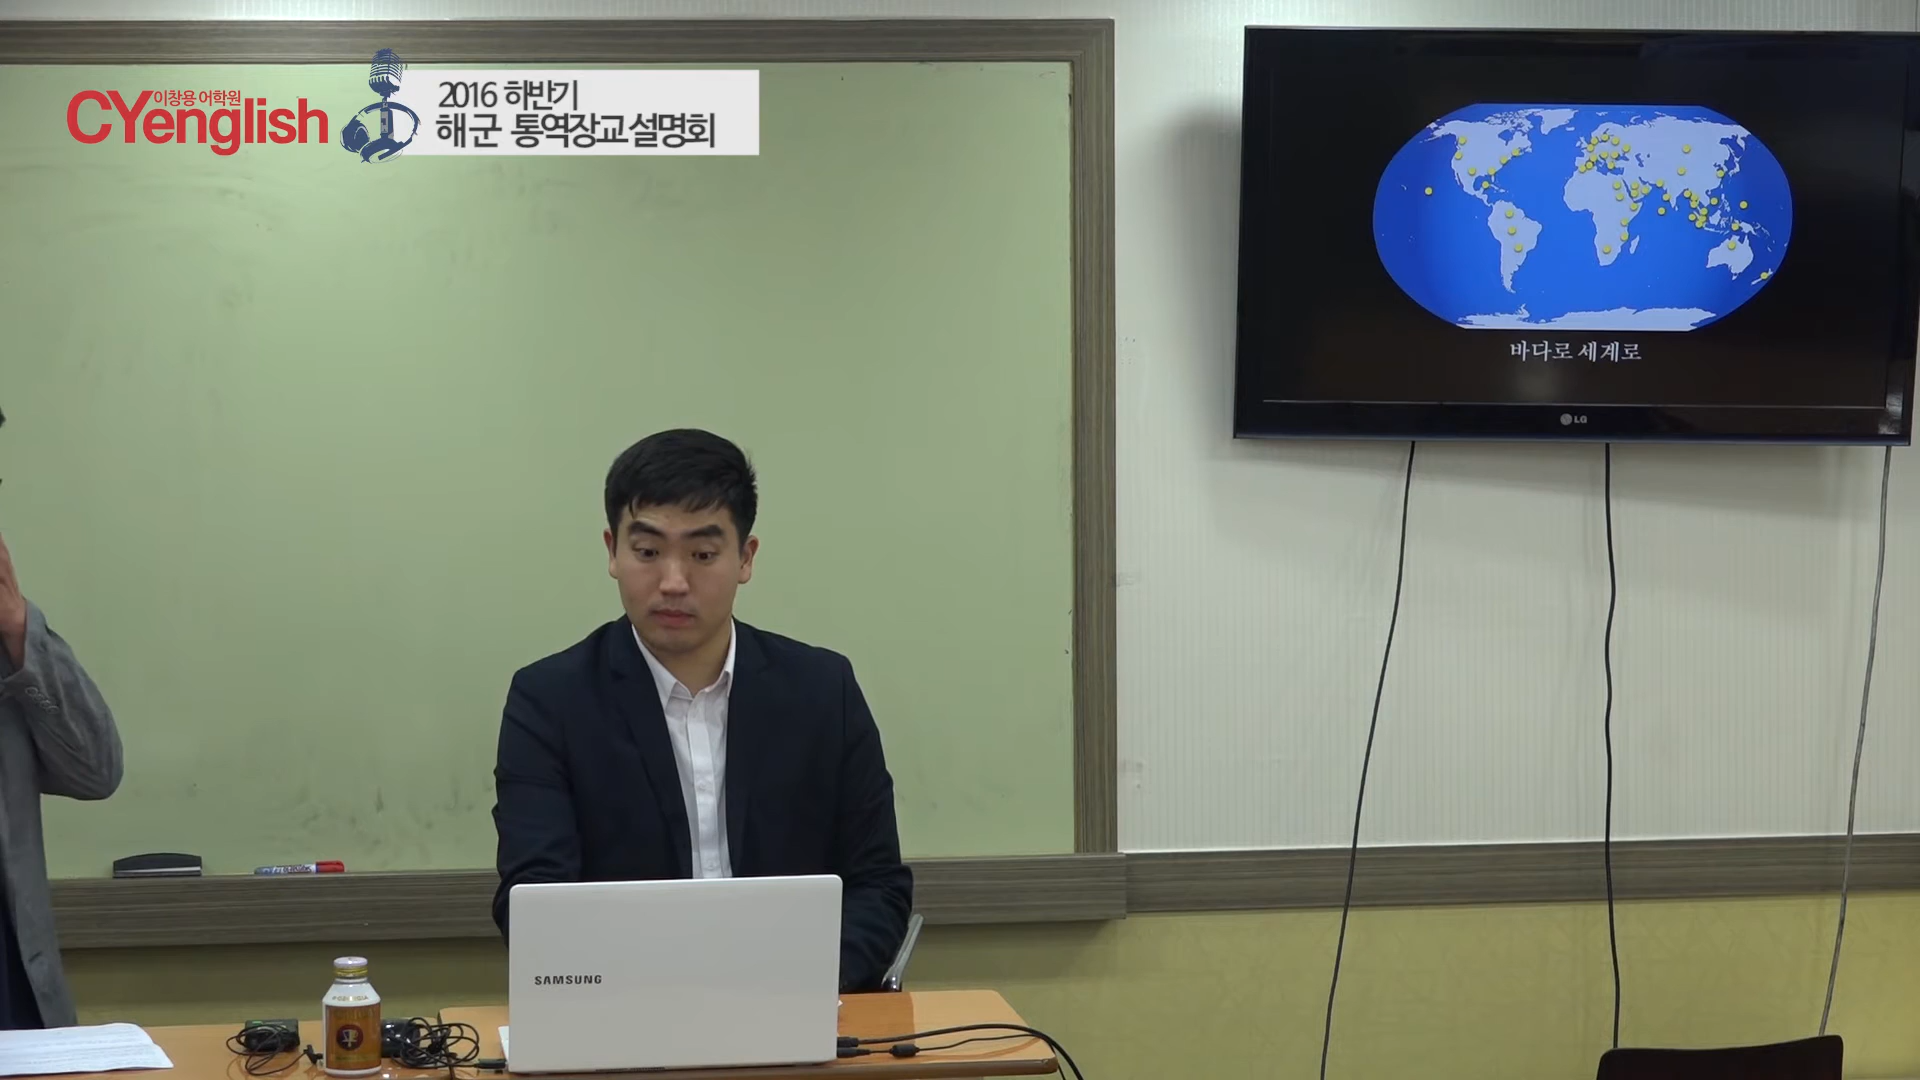 이창용 어학원
CYenglish
2016 하반기
해군 통역장교 설명회
바다로 세계로
LG
SAMSUNG